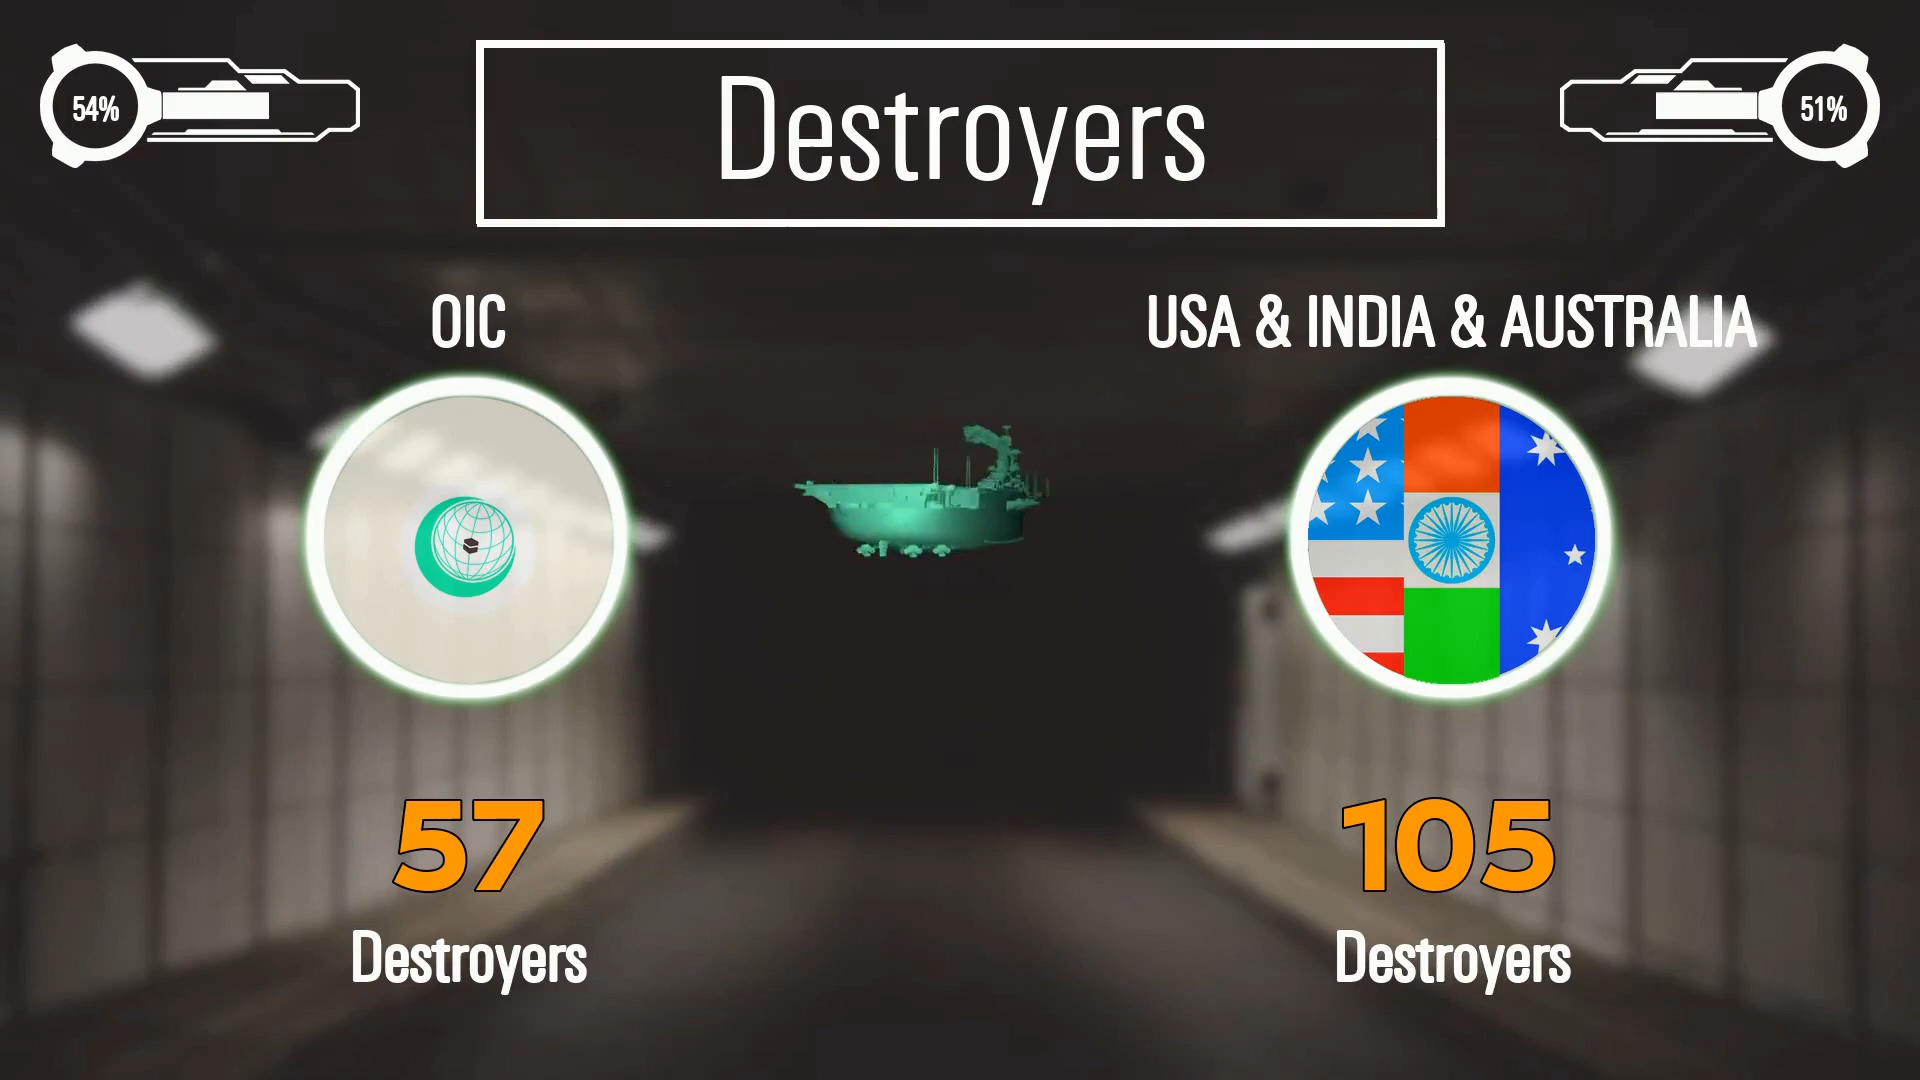 54%
Destroyers
51%
OIC
USA & INDIA & AUSTRALIA
57
105
Destroyers
Destroyers